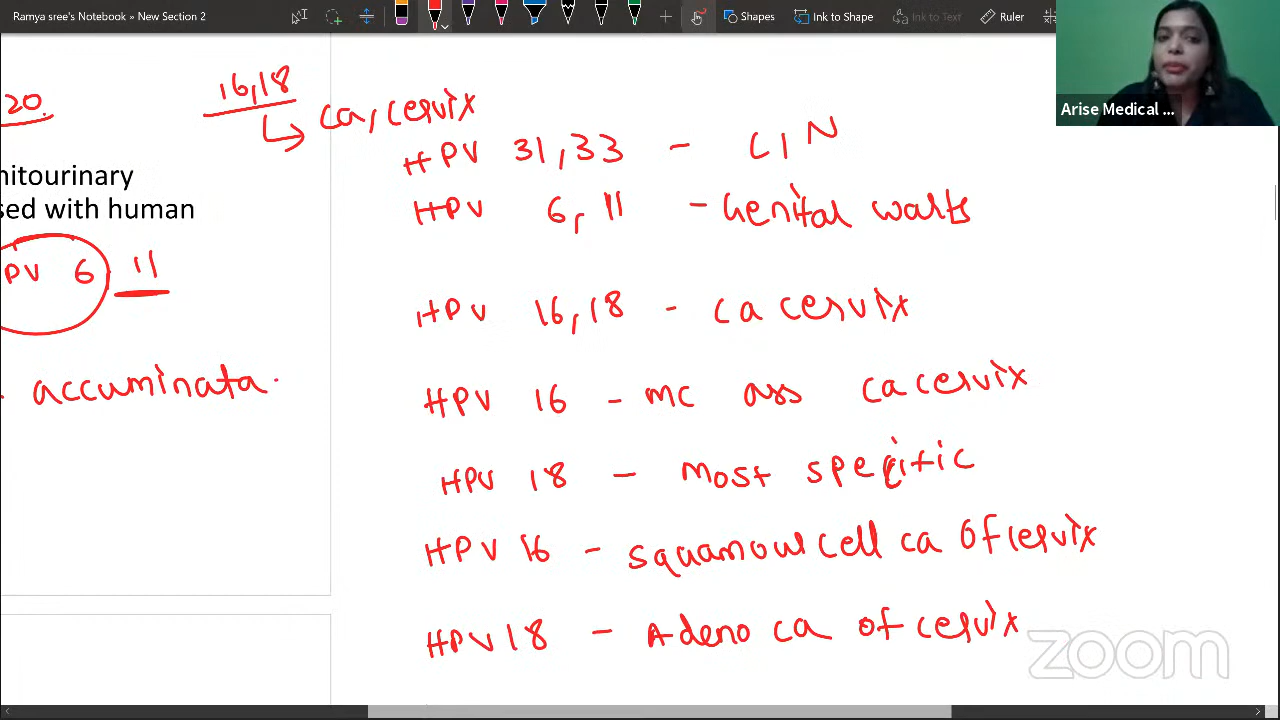 Ramya sree's Notebook » New Section 2
Shapes
Ink to Shape
Ink to Text
Ruler
Arise Medical ...
20.
16,18
ca, cervix
nitourinary
sed with human
PV 6 11
accuminata.
HPV 31,33 - CIN
HPV 6, 11 - Genital warts
HPV 16,18 - ca cervix
HPV 16 - mc ass ca cervix
HPV 18 - Most specific
HPV 16 - squamous cell ca of cervix
HPV 18 - Adeno ca of cervix
zoom